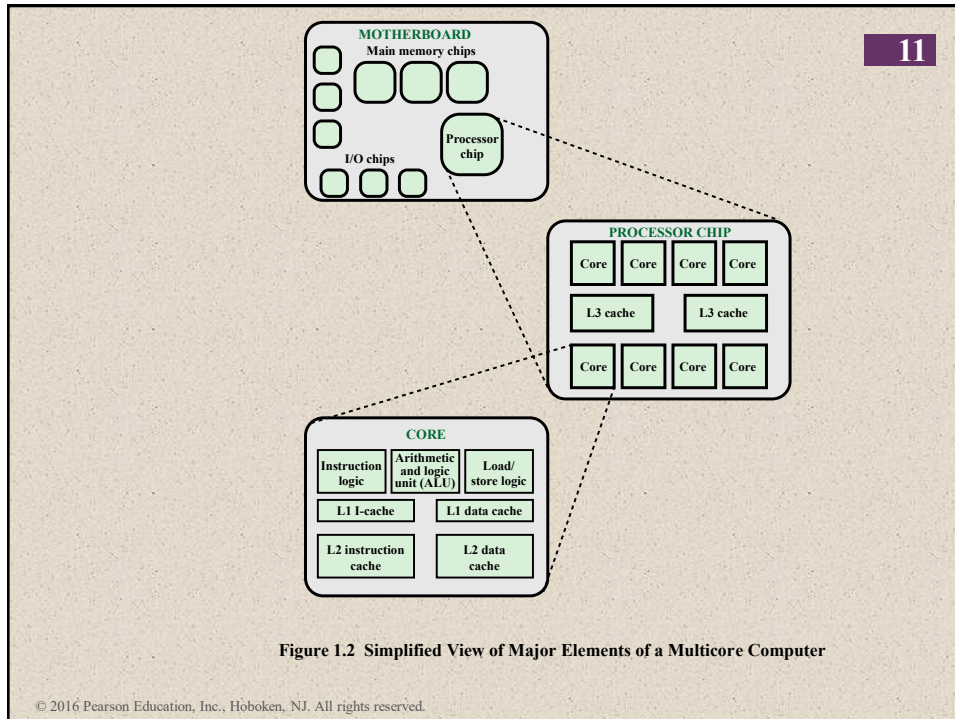 11
MOTHERBOARD
Main memory chips
Processor
chip
I/O chips
PROCESSOR CHIP
Core Core Core Core
L3 cache L3 cache
Core Core Core Core
CORE
Instruction
logic
Arithmetic
and logic
unit (ALU)
Load/
store logic
L1 I-cache L1 data cache
L2 instruction
cache
L2 data
cache
Figure 1.2 Simplified View of Major Elements of a Multicore Computer
© 2016 Pearson Education, Inc., Hoboken, NJ. All rights reserved.